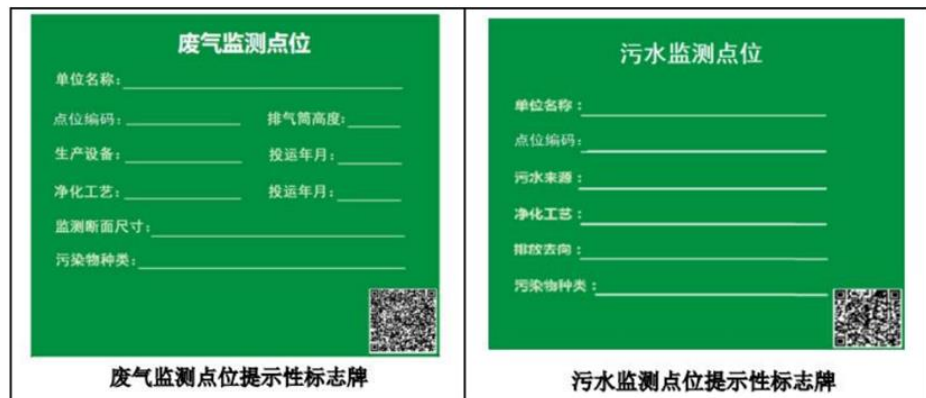 废气监测点位
单位名称：
点位编码： 排气筒高度：
生产设备： 投运年月：
净化工艺： 投运年月：
监测断面尺寸：
污染物种类：
废气监测点位提示性标志牌
污水监测点位
单位名称：
点位编码：
污水来源：
净化工艺：
排放去向：
污染物种类：
污水监测点位提示性标志牌